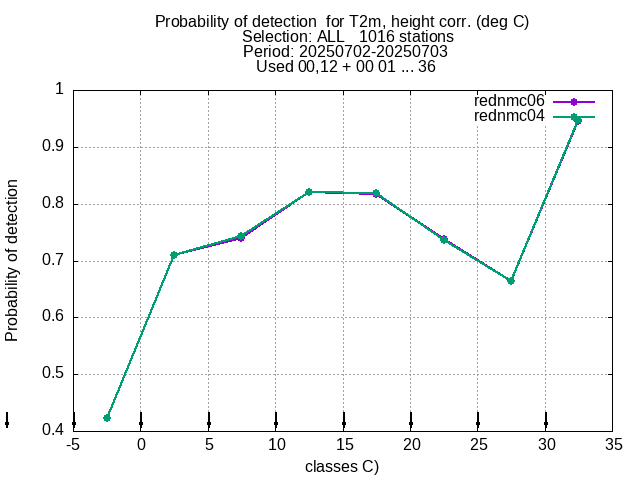 Probability of detection  for T2m, height corr. (deg C)
Selection: ALL   1016 stations
Period: 20250702-20250703
Used 00,12 + 00 01 ... 36
rednmc06
rednmc04
Probability of detection
1
0.9
0.8
0.7
0.6
0.5
0.4
-5 0 5 10 15 20 25 30 35
classes C)